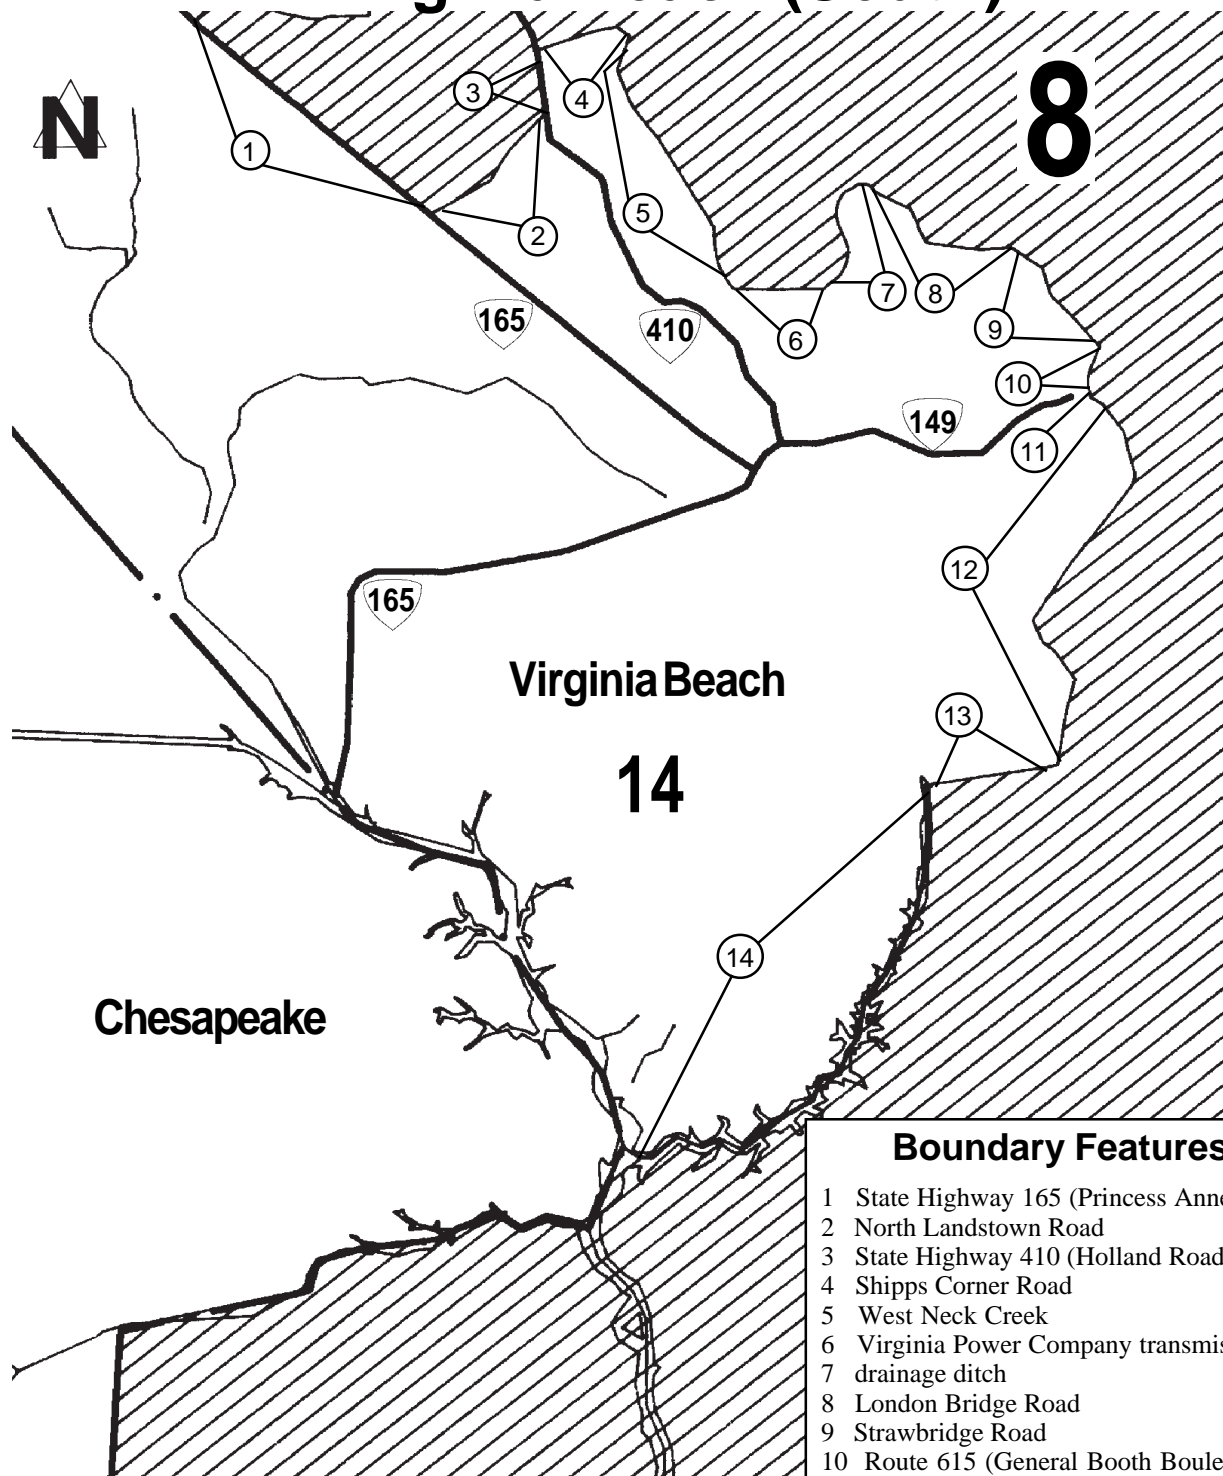 8
N
3
4
1
5
2
7
8
6
9
165
410
10
149
11
12
165
Virginia Beach
13
14
14
Chesapeake
Boundary Features
1 State Highway 165 (Princess Anne
2 North Landstown Road
3 State Highway 410 (Holland Road
4 Shipps Corner Road
5 West Neck Creek
6 Virginia Power Company
7 drainage ditch
8 London Bridge Road
9 Strawbridge Road
10 Route 615 (General Booth